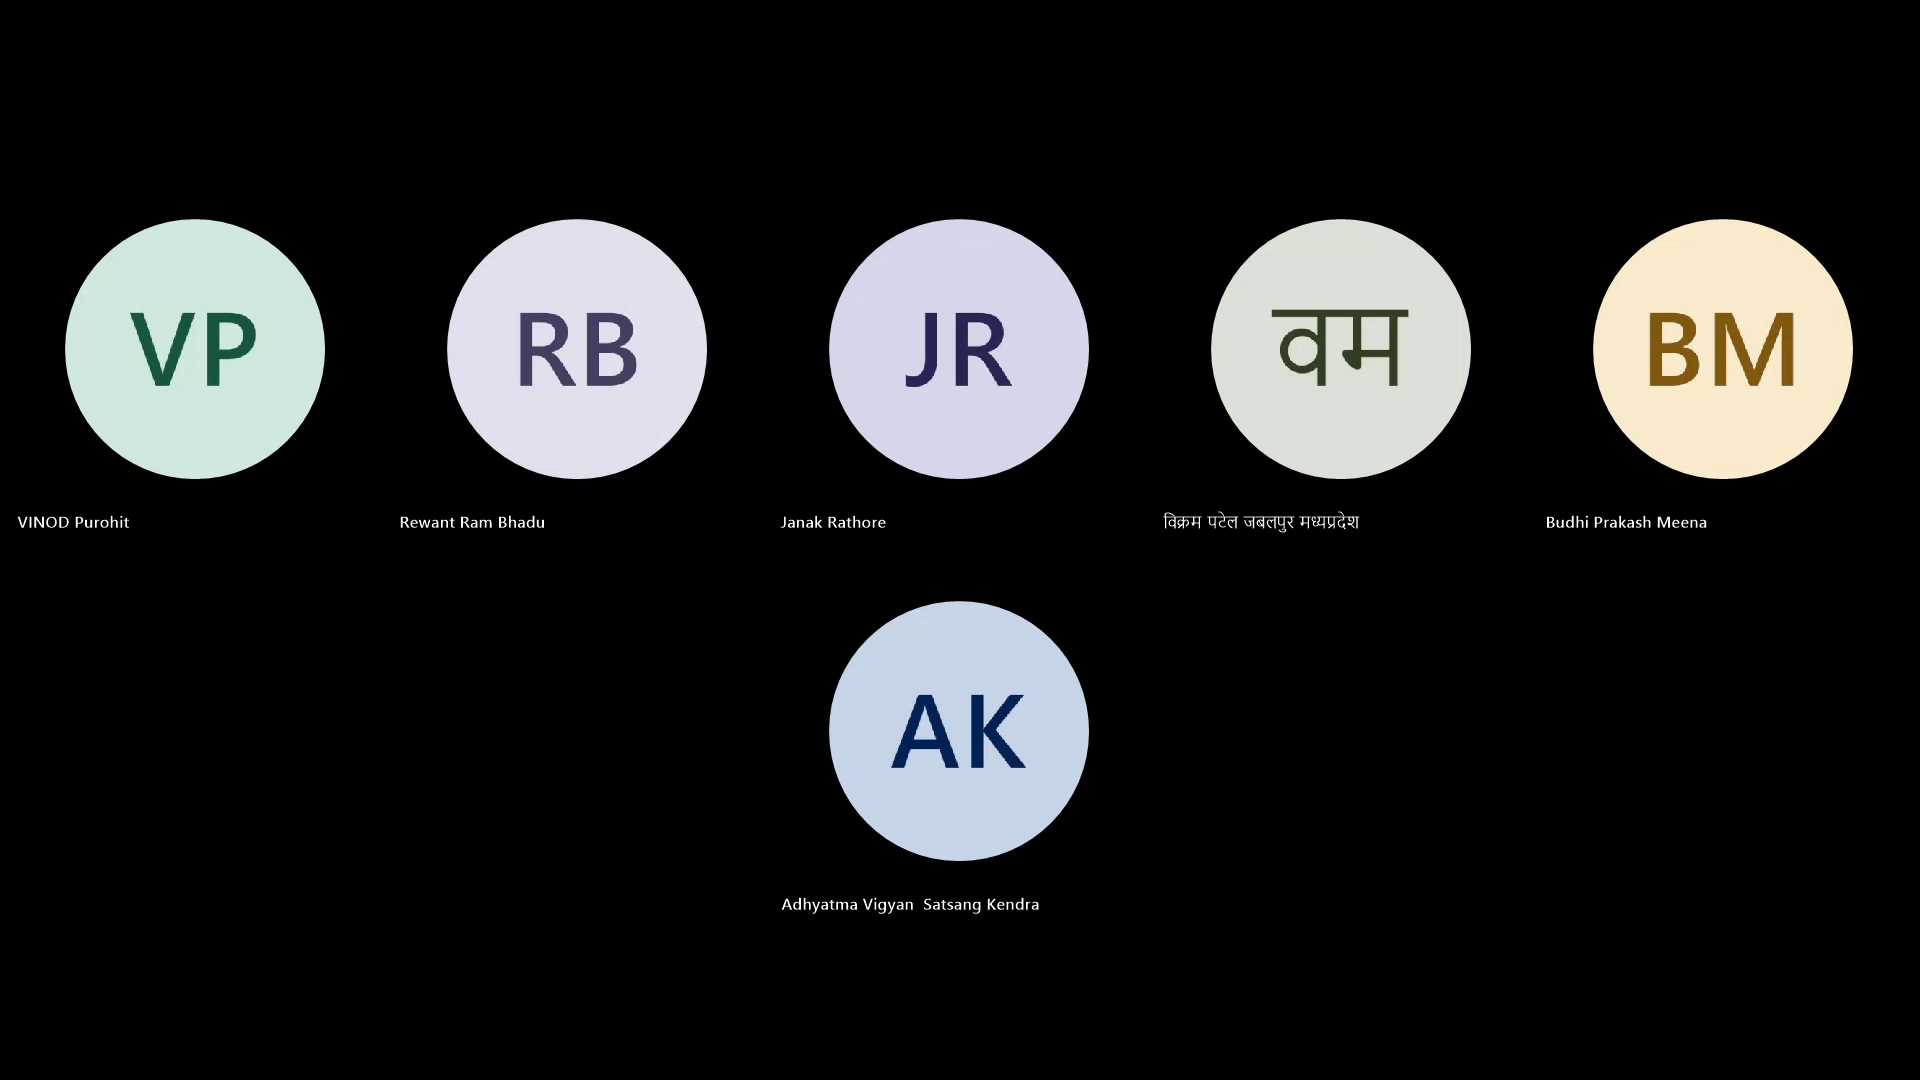 VP
RB
JR
वम
BM
VINOD Purohit
Rewant Ram Bhadu
Janak Rathore
विक्रम पटेल जबलपुर मध्यप्रदेश
Budhi Prakash Meena
AK
Adhyatma Vigyan  Satsang Kendra